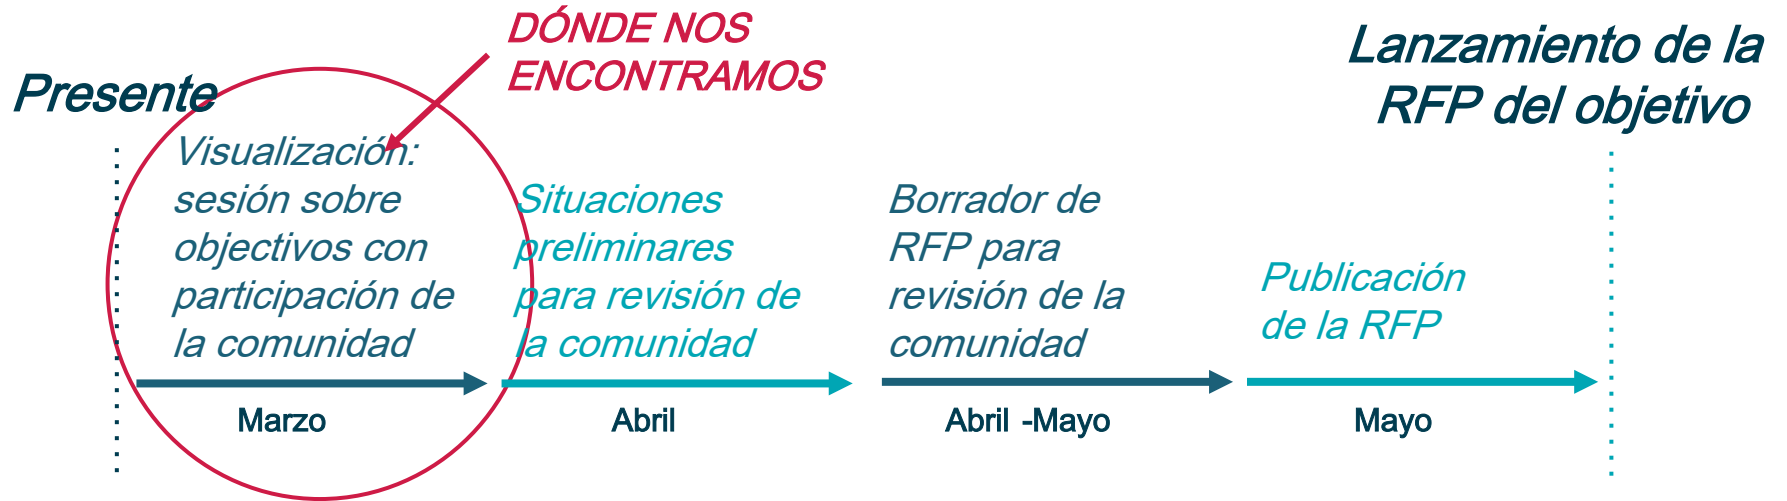 DÓNDE NOS
ENCONTRAMOS
Presente
Lanzamiento de la
RFP del objetivo
Visualización:
sesión sobre
objectivos con
participación de
la comunidad
Situaciones
preliminares
para revisión de
la comunidad
Borrador de
RFP para
revisión de la
comunidad
Publicación
de la RFP
Marzo
Abril
Abril -Mayo
Mayo